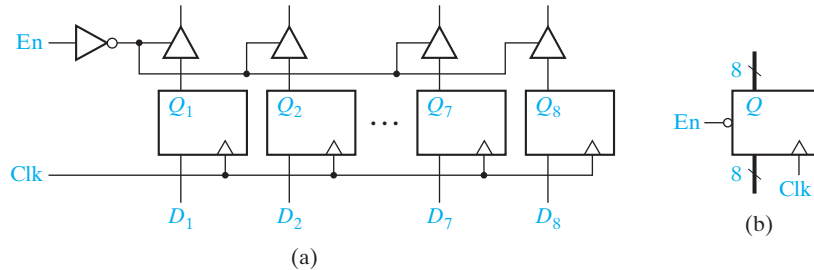 En
Q1 Q2 ... Q7 Q8
Clk
D1 D2 D7 D8
(a)
8
Q
En
8
Clk
(b)